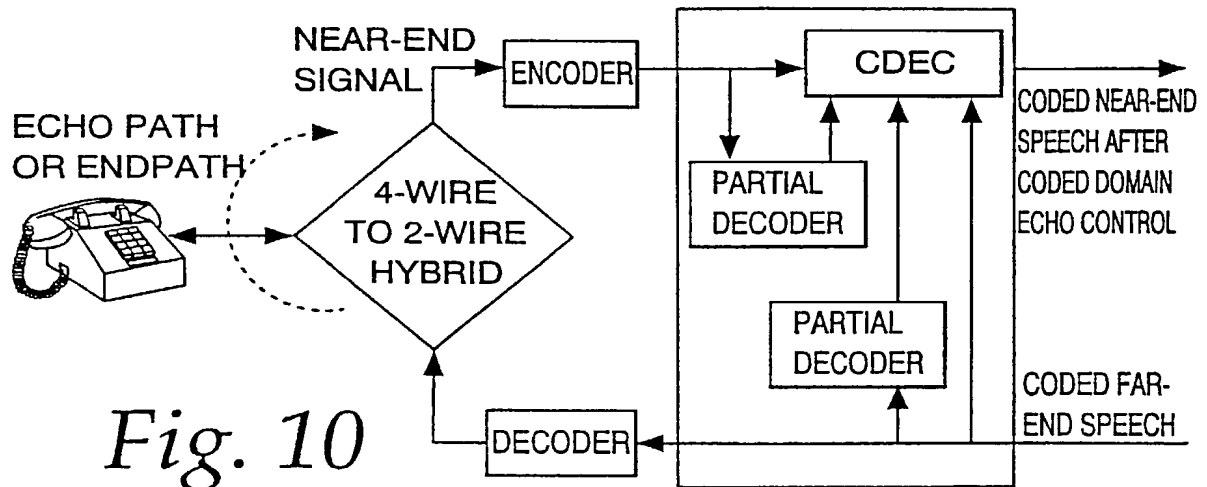 NEAR-END
SIGNAL
ENCODER
CDEC
ECHO PATH
OR ENDPATH
4-WIRE
TO 2-WIRE
HYBRID
PARTIAL
DECODER
CODED NEAR-END
SPEECH AFTER
CODED DOMAIN
ECHO CONTROL
PARTIAL
DECODER
CODED FAR-
END SPEECH
DECODER
Fig. 10